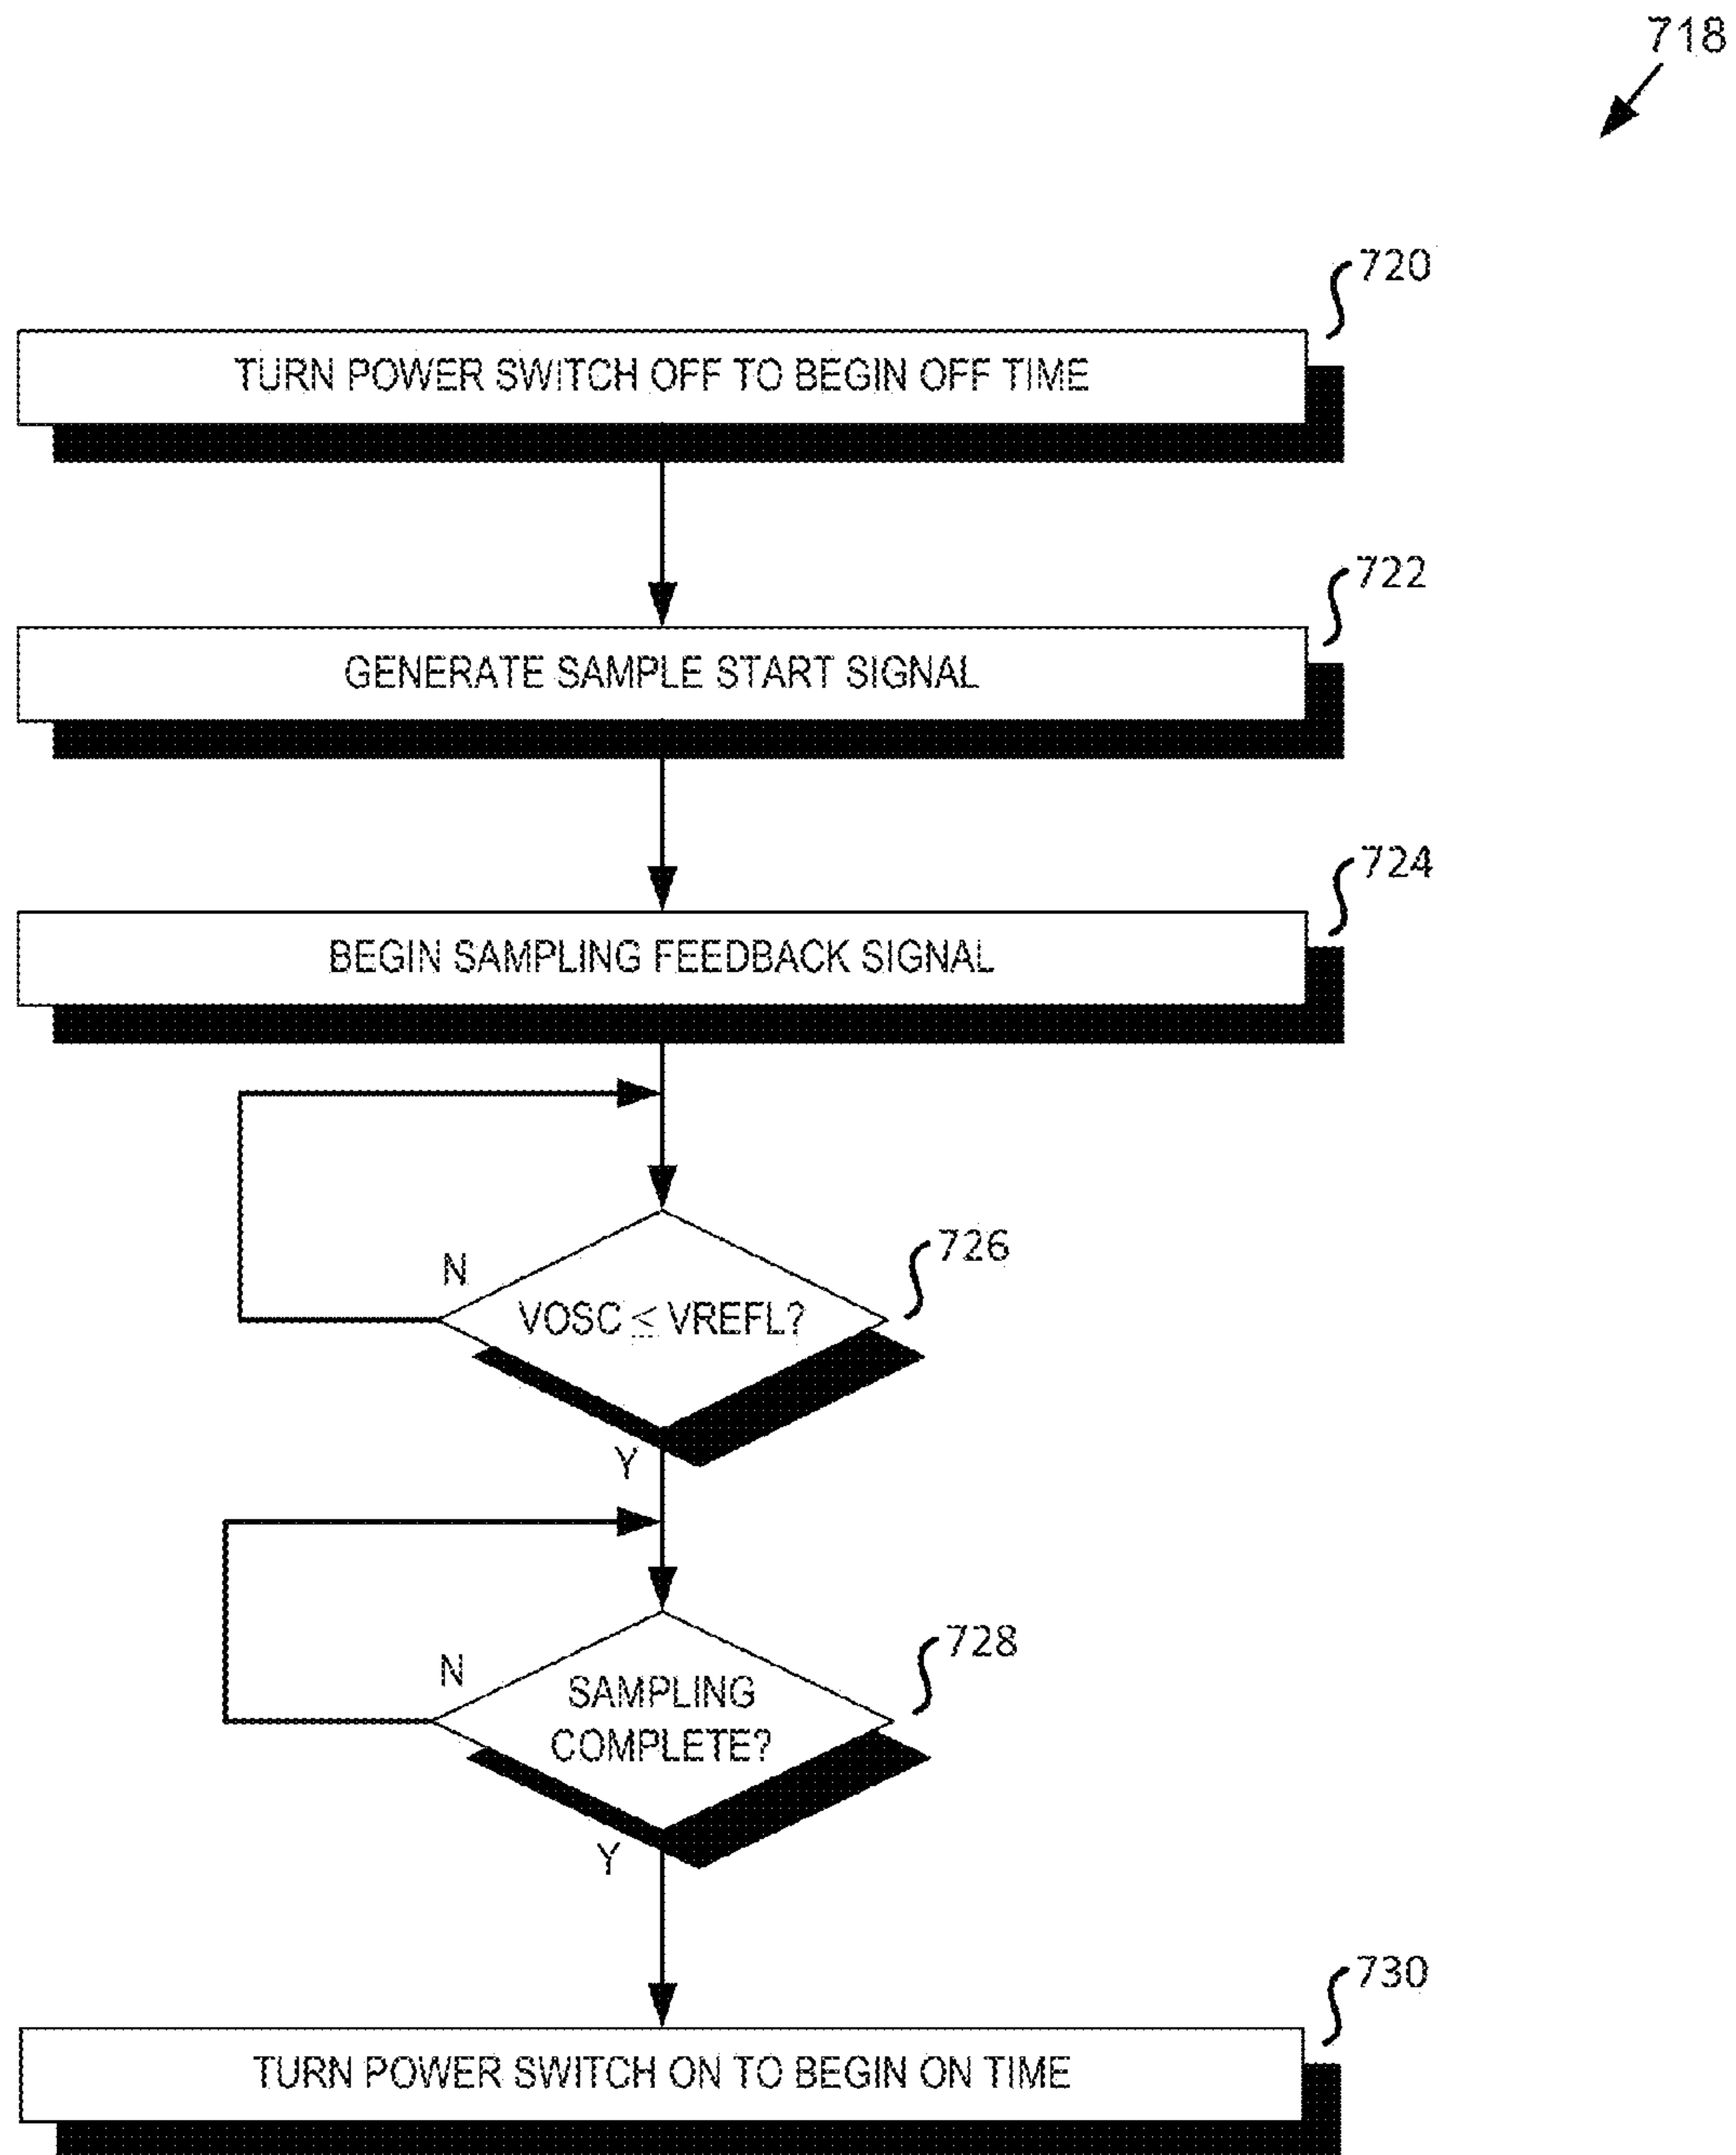 718
720
TURN POWER SWITCH OFF TO BEGIN OFF TIME
722
GENERATE SAMPLE START SIGNAL
724
BEGIN SAMPLING FEEDBACK SIGNAL
726
N
VOSC ≤ VREFL?
Y
728
N
SAMPLING
COMPLETE?
Y
730
TURN POWER SWITCH ON TO BEGIN ON TIME